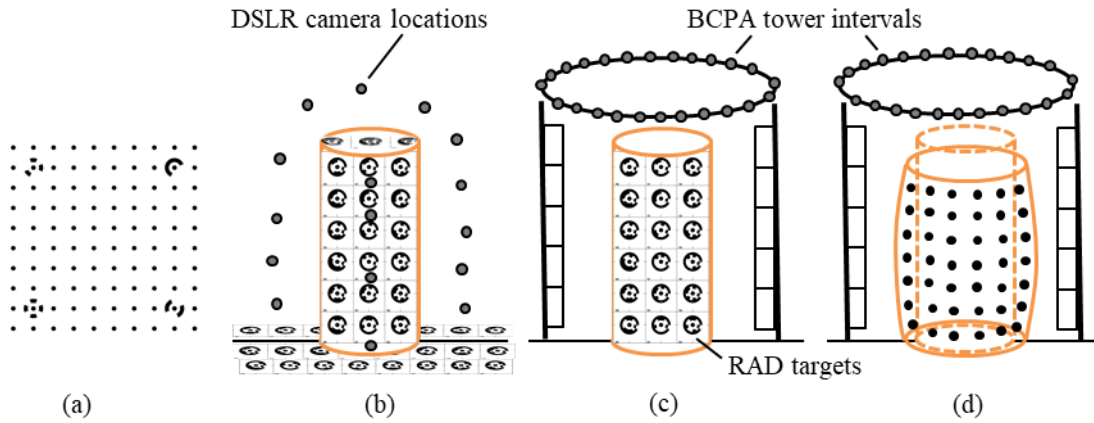 DSLR camera locations
BCPA tower intervals
RAD targets
(a)
(b)
(c)
(d)